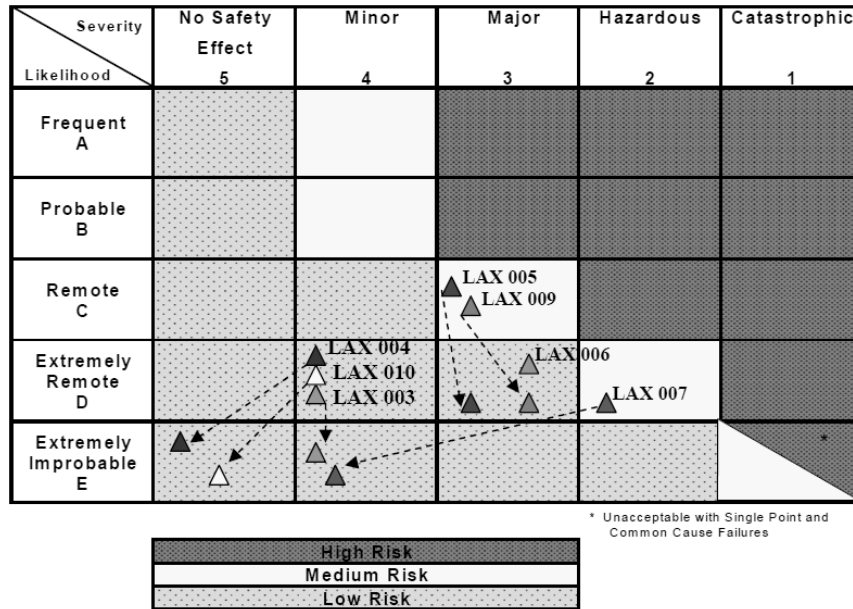 Severity
Likelihood
No Safety
Effect
5
Minor
4
Major
3
Hazardous
2
Catastrophic
1
Frequent
A
Probable
B
Remote
C
LAX 005
LAX 009
Extremely
Remote
D
LAX 004
LAX 010
LAX 003
LAX 006
LAX 007
Extremely
Improbable
E
*
* Unacceptable with Single Point and
Common Cause Failures
High Risk
Medium Risk
Low Risk